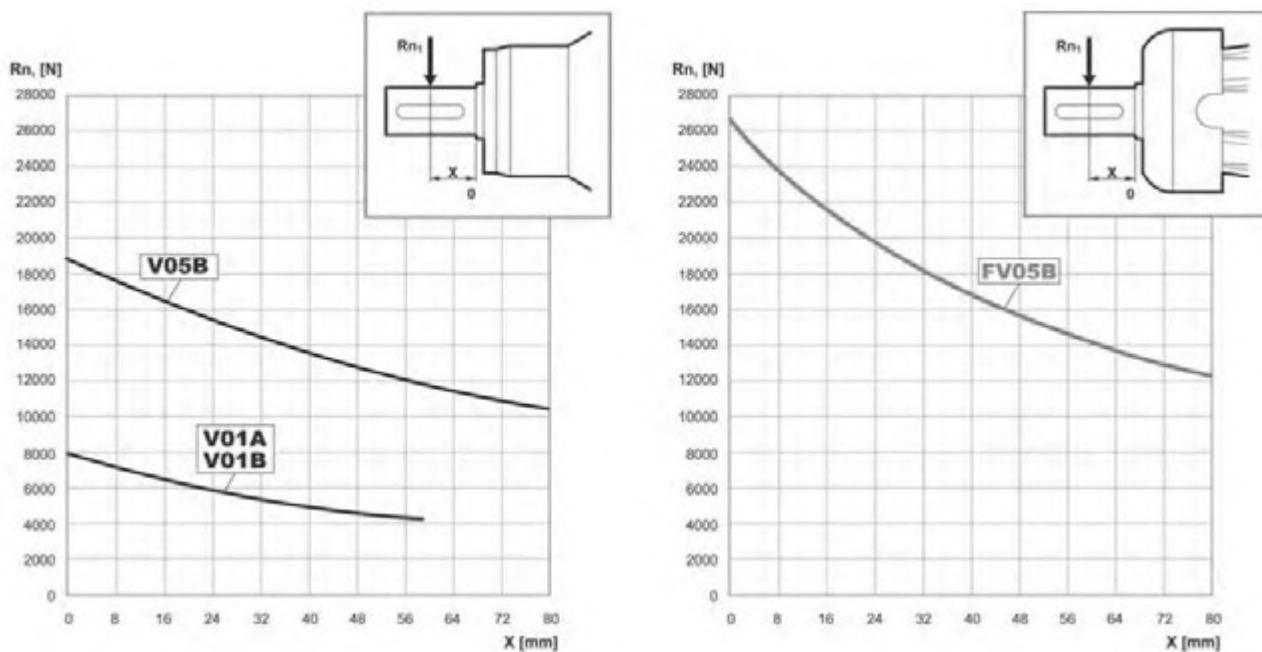 Rn₁
X
0
Rn, [N]
28000
26000
24000
22000
20000
18000
16000
14000
12000
10000
8000
6000
4000
2000
0
V05B
V01A
V01B
0 8 16 24 32 40 48 56 64 72 80
X [mm]
Rn₁
X
0
Rn, [N]
28000
26000
24000
22000
20000
18000
16000
14000
12000
10000
8000
6000
4000
2000
0
FV05B
0 8 16 24 32 40 48 56 64 72 80
X [mm]